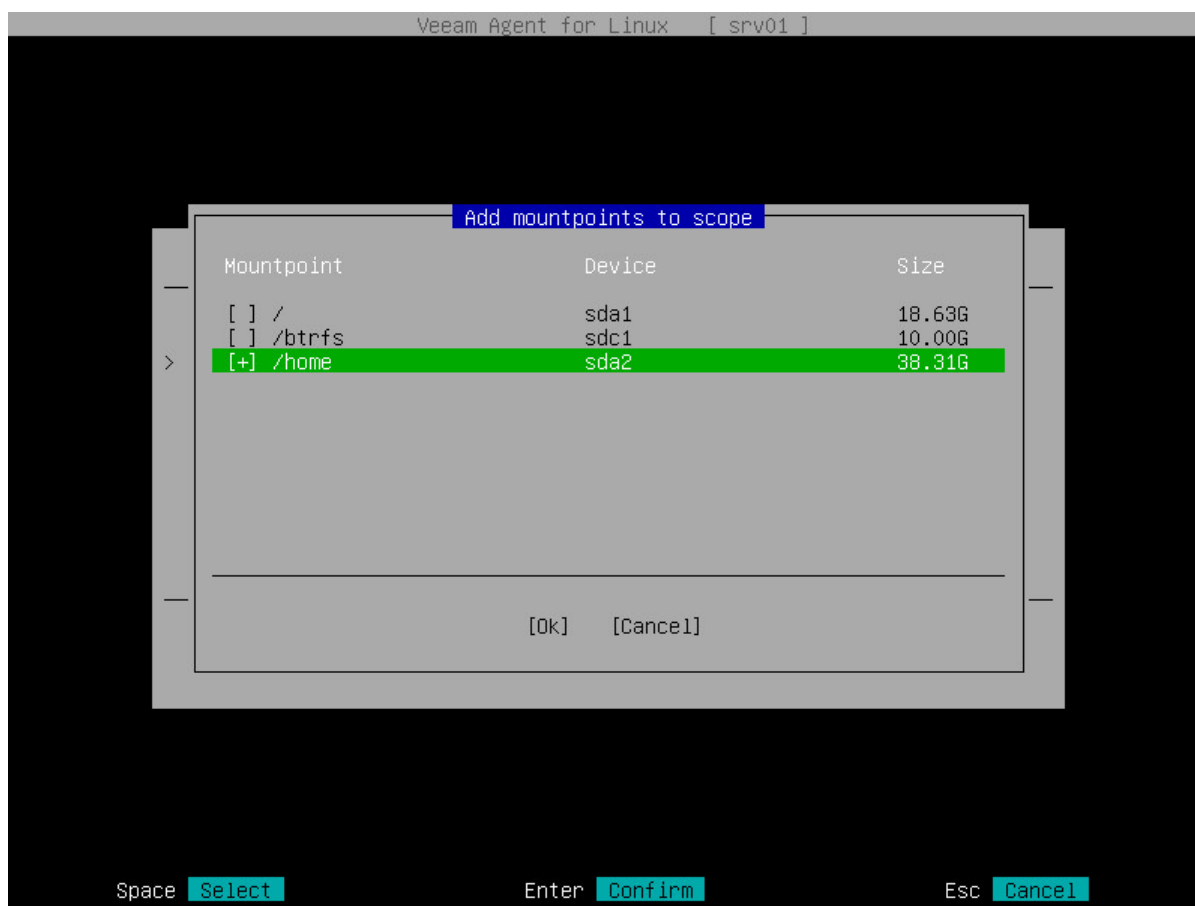 Veeam Agent for Linux [ srv01 ]
Add mountpoints to scope
Mountpoint Device Size
[ ] / sda1 18.63G
[ ] /btrfs sdc1 10.00G
> [+] /home sda2 38.31G
[Ok] [Cancel]
Space Select Enter Confirm Esc Cancel